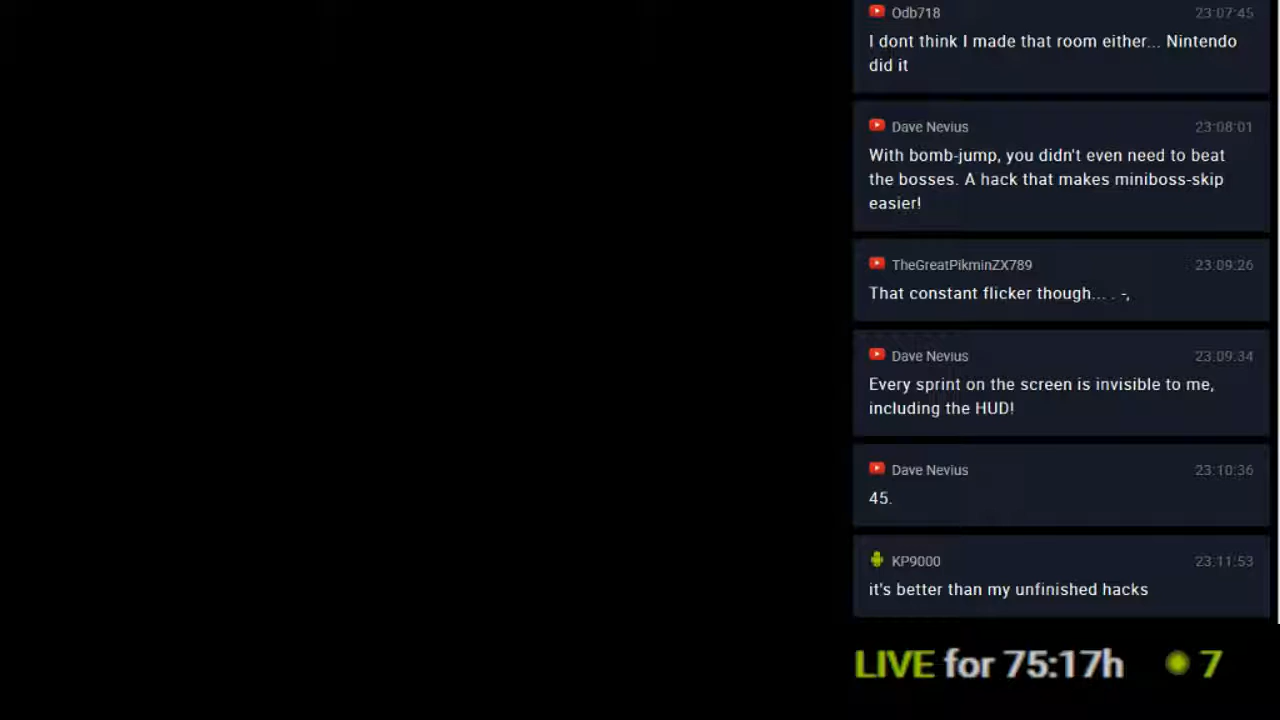 Odb718 23:07:45
I dont think I made that room either... Nintendo
did it
Dave Nevius 23:08:01
With bomb-jump, you didn't even need to beat
the bosses. A hack that makes miniboss-skip
easier!
TheGreatPikminZX789 23:09:26
That constant flicker though... . -,
Dave Nevius 23:09:34
Every sprint on the screen is invisible to me,
including the HUD!
Dave Nevius 23:10:36
45.
KP9000 23:11:53
it's better than my unfinished hacks
LIVE for 75:17h 7